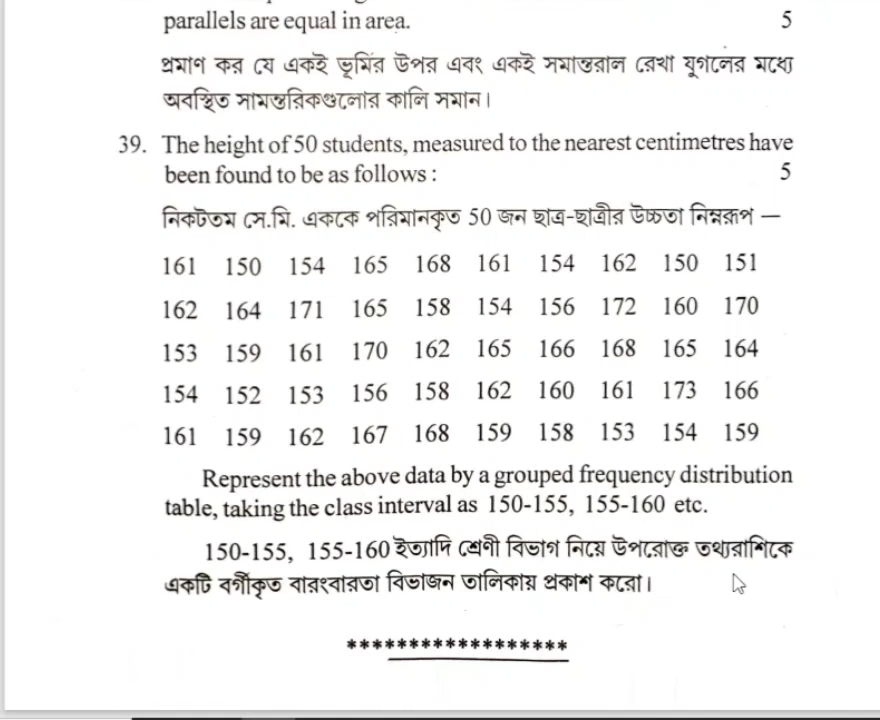 parallels are equal in area. 5
প্রমাণ কর যে একই ভূমির উপর এবং একই সমান্তরাল রেখা যুগলের মধ্যে
অবস্থিত সামন্তরিকগুলোর কালি সমান।
39. The height of 50 students, measured to the nearest centimetres have
been found to be as follows : 5
নিকটতম সে.মি. এককে পরিমানকৃত 50 জন ছাত্র-ছাত্রীর উচ্চতা নিম্নরূপ —
161 150 154 165 168 161 154 162 150 151
162 164 171 165 158 154 156 172 160 170
153 159 161 170 162 165 166 168 165 164
154 152 153 156 158 162 160 161 173 166
161 159 162 167 168 159 158 153 154 159
Represent the above data by a grouped frequency distribution
table, taking the class interval as 150-155, 155-160 etc.
150-155, 155-160 ইত্যাদি শ্রেণী বিভাগ নিয়ে উপরোক্ত তথ্যরাশিকে
একটি বর্গীকৃত বারংবারতা বিভাজন তালিকায় প্রকাশ করো।
******************